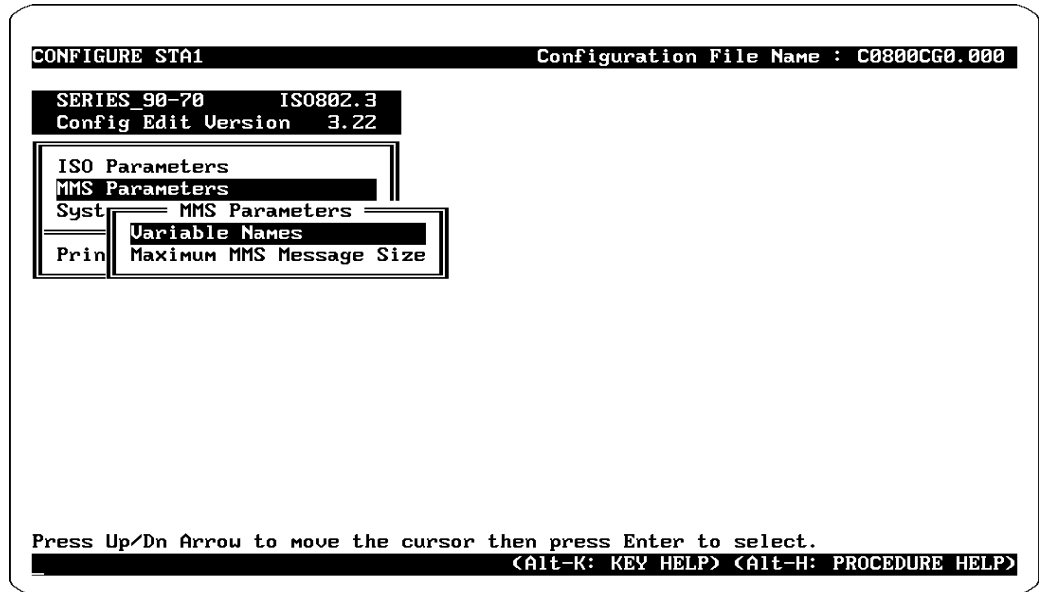 CONFIGURE STA1 Configuration File Name : C0800CG0.000
SERIES_90-70 ISO802.3
Config Edit Version 3.22
ISO Parameters
MMS Parameters
Syst
MMS Parameters
Variable Names
Prin
Maximum MMS Message Size
Press Up/Dn Arrow to move the cursor then press Enter to select.
_ (Alt-K: KEY HELP) (Alt-H: PROCEDURE HELP)